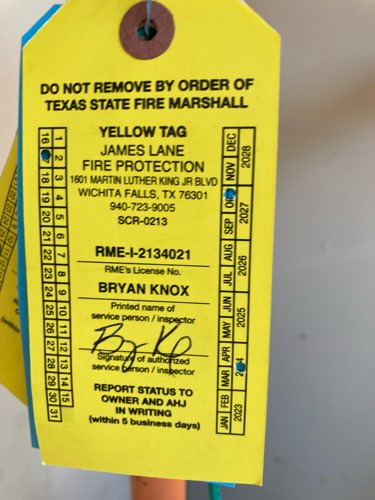 DO NOT REMOVE BY ORDER OF
TEXAS STATE FIRE MARSHALL
YELLOW TAG
JAMES LANE
FIRE PROTECTION
1601 MARTIN LUTHER KING JR BLVD
WICHITA FALLS, TX 76301
940-723-9005
SCR-0213
RME-I-2134021
RME's License No.
BRYAN KNOX
Printed name of
service person / inspector
Signature of authorized
service person / inspector
REPORT STATUS TO
OWNER AND AHJ
IN WRITING
(within 5 business days)
1 2 3 4 5 6 7 8 9 10 11 12 13 14 15
16 18 19 20 21 22 23 24 25 26 27 28 29 30 31
JAN FEB MAR APR MAY JUN JUL AUG SEP NOV DEC
2023 2025 2026 2027 2028